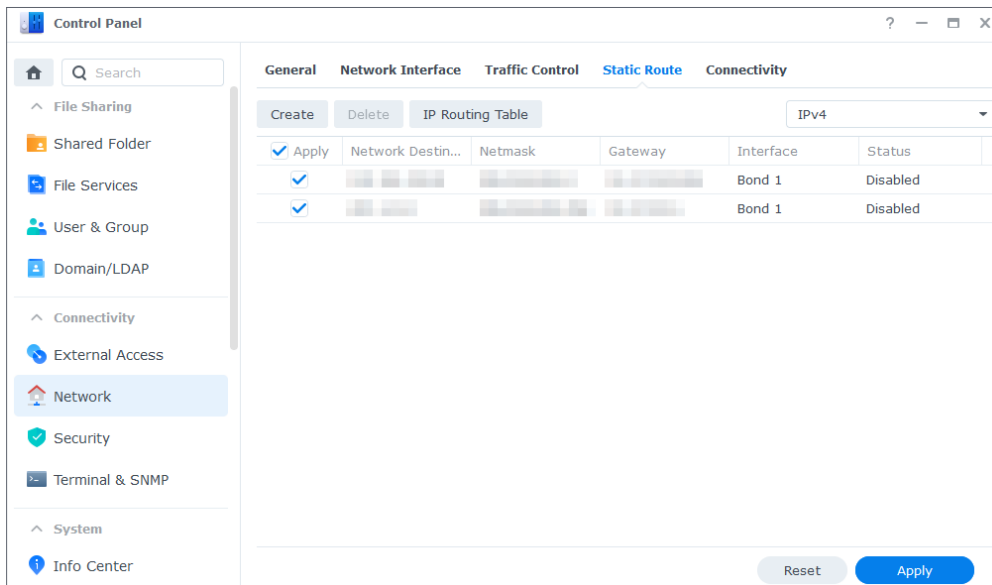 Control Panel
Search
File Sharing
Shared Folder
File Services
User & Group
Domain/LDAP
Connectivity
External Access
Network
Security
Terminal & SNMP
System
Info Center
General Network Interface Traffic Control Static Route Connectivity
Create Delete IP Routing Table IPv4
Apply Network Destin... Netmask Gateway Interface Status
Bond 1 Disabled
Bond 1 Disabled
Reset Apply